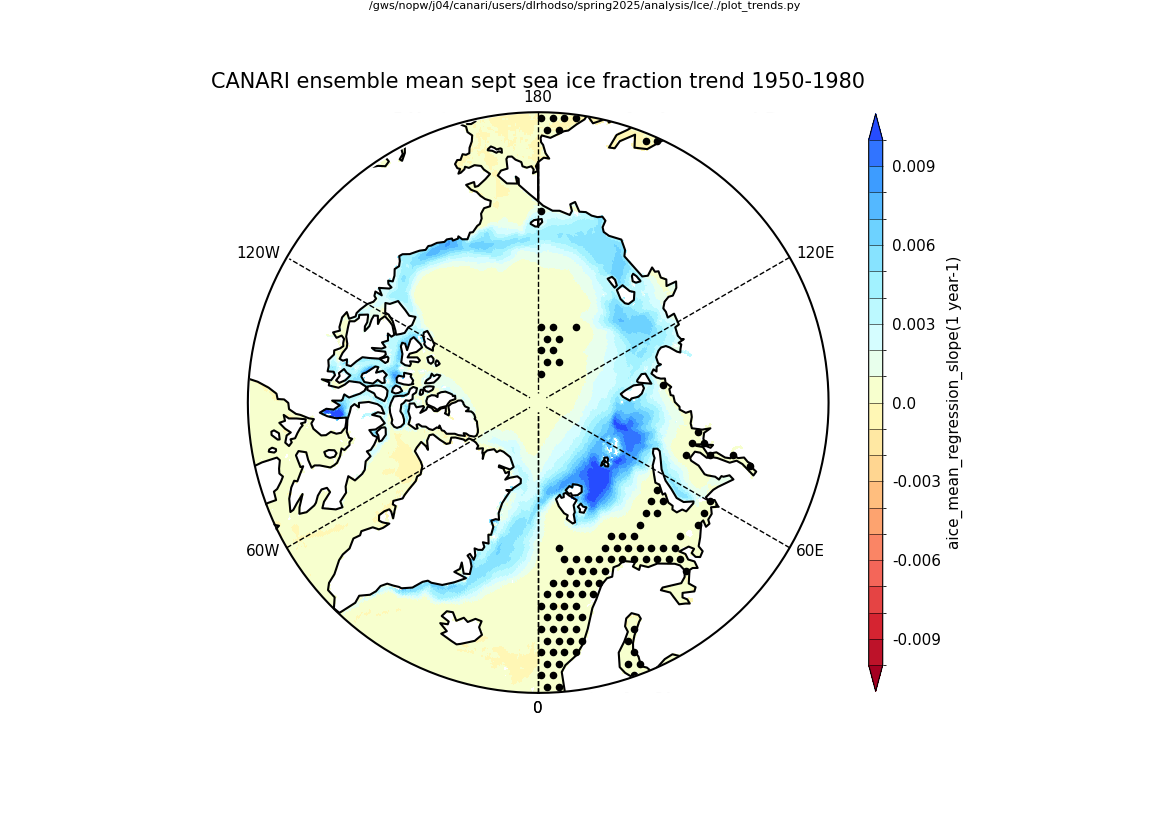 /gws/nopw/j04/canari/users/dlrhodso/spring2025/analysis/Ice/./plot_trends.py
CANARI ensemble mean sept sea ice fraction trend 1950-1980
180
120W
120E
60W
60E
0
0.009
0.006
0.003
0.0
-0.003
-0.006
-0.009
aice_mean_regression_slope(1 year-1)